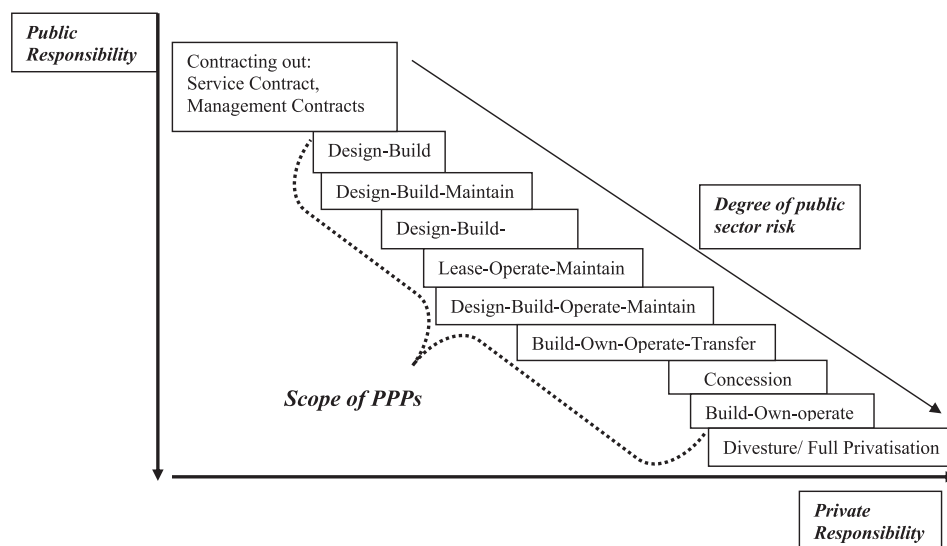 Public
Responsibility
Contracting out:
Service Contract,
Management Contracts
Design-Build
Design-Build-Maintain
Design-Build-
Lease-Operate-Maintain
Design-Build-Operate-Maintain
Build-Own-Operate-Transfer
Concession
Build-Own-operate
Divesture/ Full Privatisation
Degree of public
sector risk
Scope of PPPs
Private
Responsibility